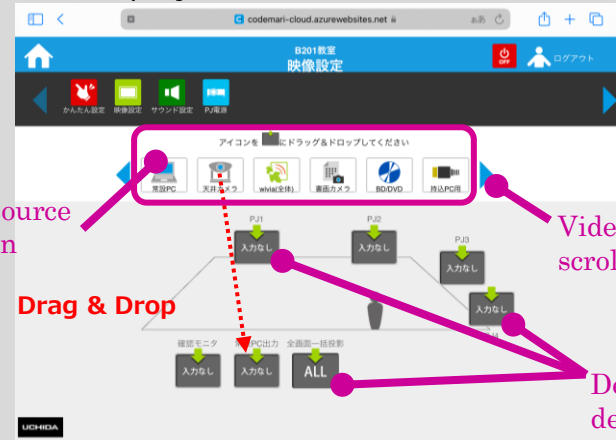 codemari-cloud.azurewebsites.net
ぁあ
B201教室
映像設定
OFF
ログアウト
かんたん設定
映像設定
サウンド設定
PJ電源
アイコンを にドラッグ&ドロップしてください
常設PC
天井カメラ
wivia(全体)
書画カメラ
BD/DVD
持込PC用
ource
n
Vide
scrol
PJ1
PJ2
PJ3
入力なし
入力なし
入力なし
入力なし
Drag & Drop
確認モニタ
PC出力
全画面一括投影
入力なし
入力なし
ALL
De
de
UCHIDA